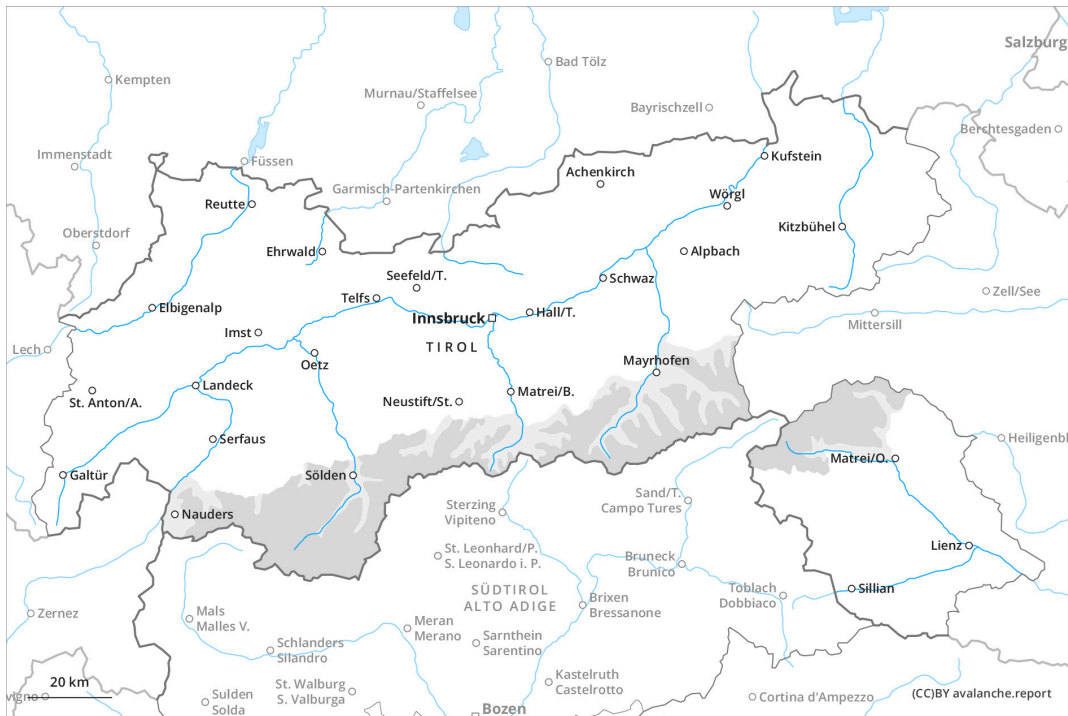 Salzburg
Bad Tölz
Kempten
Murnau/Staffelsee
Bayrischzell
Berchtesgaden
Immenstadt
Füssen
Kufstein
Achenkirch
Garmisch-Partenkirchen
Reutte
Wörgl
Kitzbühel
Oberstdorf
Ehrwald
Alpbach
Seefeld/T.
Schwaz
Zell/See
Telfs
Elbigenalp
Innsbruck
Hall/T.
Mittersill
Imst
TIROL
Lech
Oetz
Mayrhofen
Landeck
Matrei/B.
St. Anton/A.
Neustift/St.
Serfaus
Heiligenbl
Matrei/O.
Galtür
Sölden
Sand/T.
Campo Tures
Sterzing
Vipiteno
Nauders
Lienz
St. Leonhard/P.
S. Leonardo i. P.
Bruneck
Brunico
SÜDTIROL
ALTO ADIGE
Sillian
Toblach
Dobbiaco
Brixen
Bressanone
Zernez
Mals
Malles V.
Meran
Merano
Sarnthein
Sarentino
Schlanders
Silandro
Kastelruth
Castelrotto
20 km
St. Walburg
S. Valburga
vigno
Sulden
Solda
Cortina d'Ampezzo
(CC)BY avalanche.report
Bozen